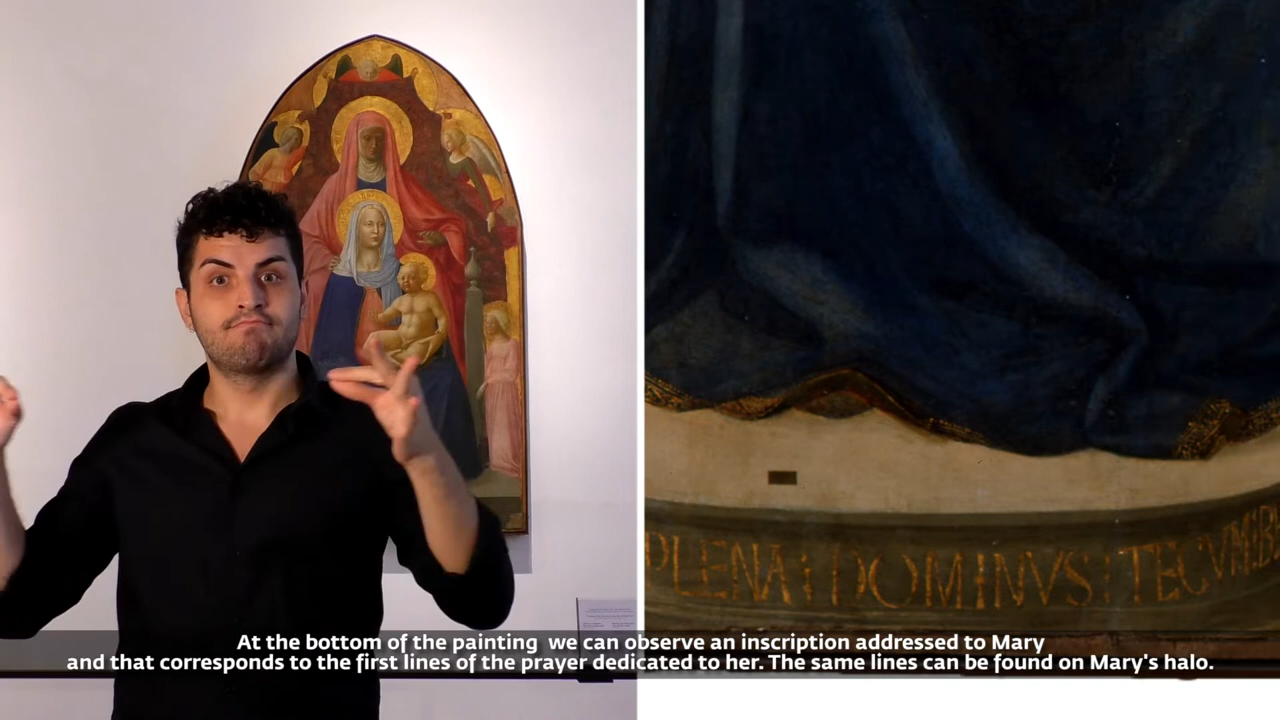 PLENA DOMINVS TECVM B
At the bottom of the painting we can observe an inscription addressed to Mary
and that corresponds to the first lines of the prayer dedicated to her. The same lines can be found on Mary's halo.